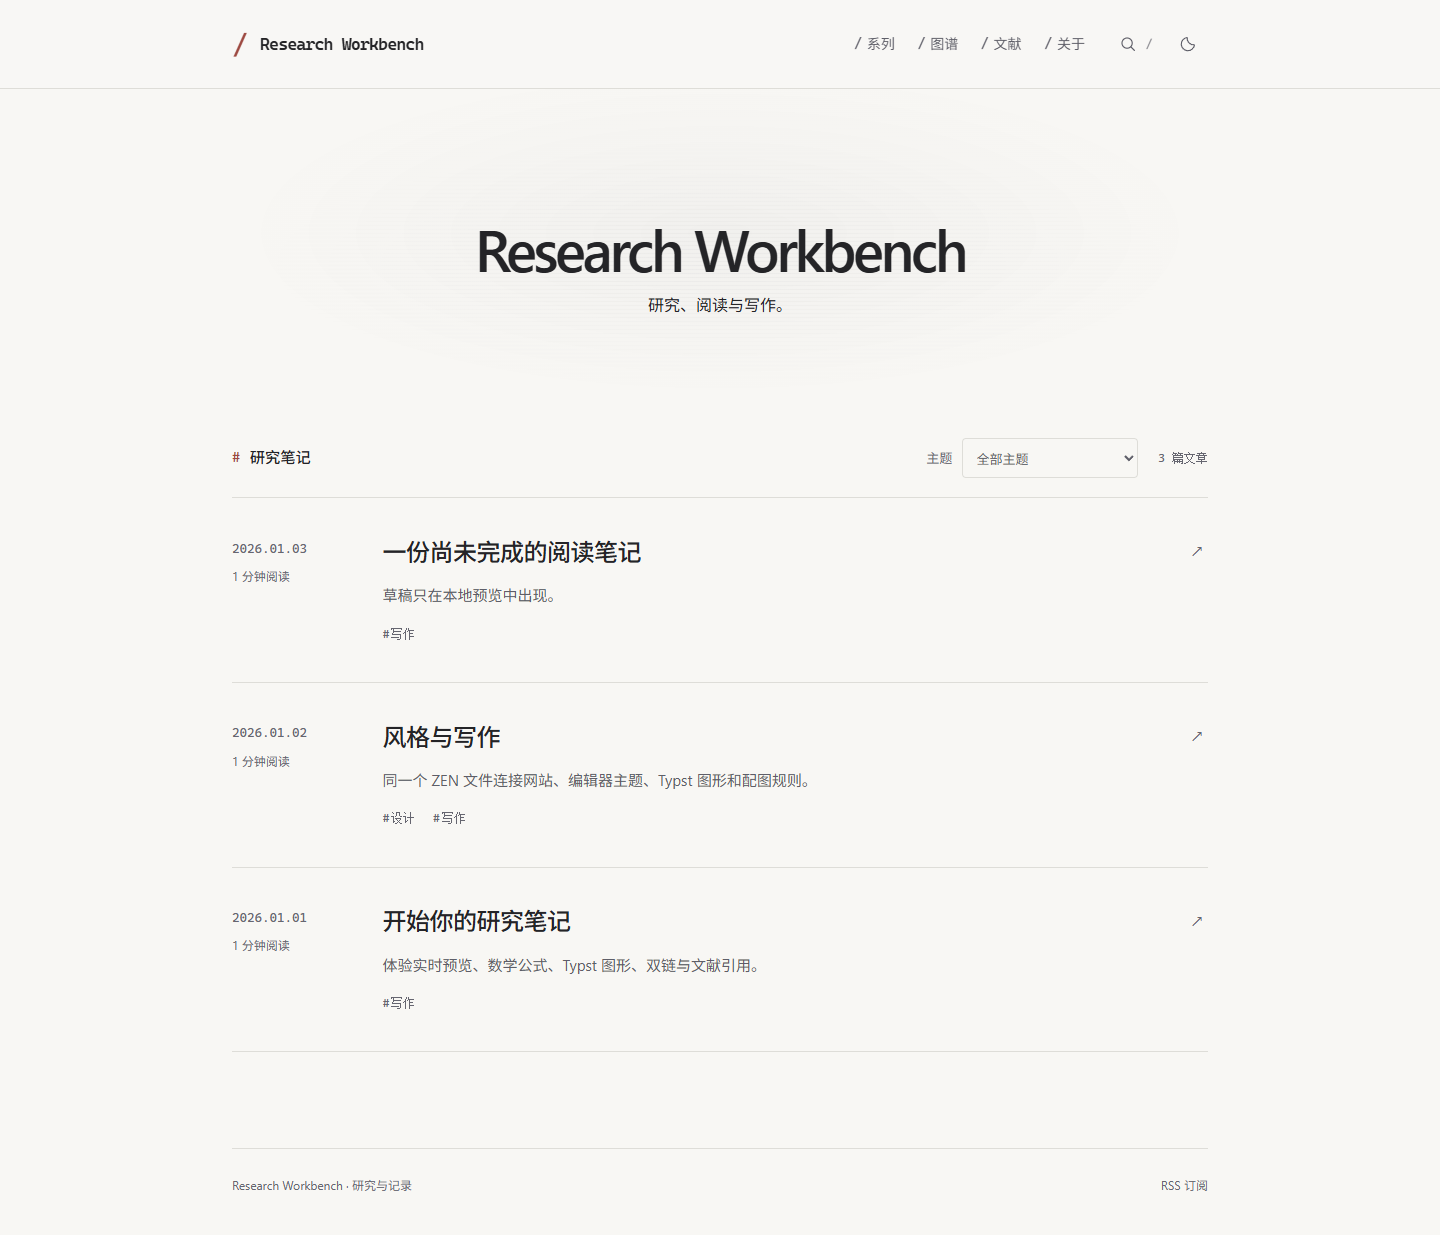 / Research Workbench
/ 系列 / 图谱 / 文献 / 关于 /
Research Workbench
研究、阅读与写作。
# 研究笔记
主题 全部主题 3 篇文章
2026.01.03
1 分钟阅读
一份尚未完成的阅读笔记 ↗
草稿只在本地预览中出现。
#写作
2026.01.02
1 分钟阅读
风格与写作 ↗
同一个 ZEN 文件连接网站、编辑器主题、Typst 图形和配图规则。
#设计 #写作
2026.01.01
1 分钟阅读
开始你的研究笔记 ↗
体验实时预览、数学公式、Typst 图形、双链与文献引用。
#写作
Research Workbench · 研究与记录
RSS 订阅